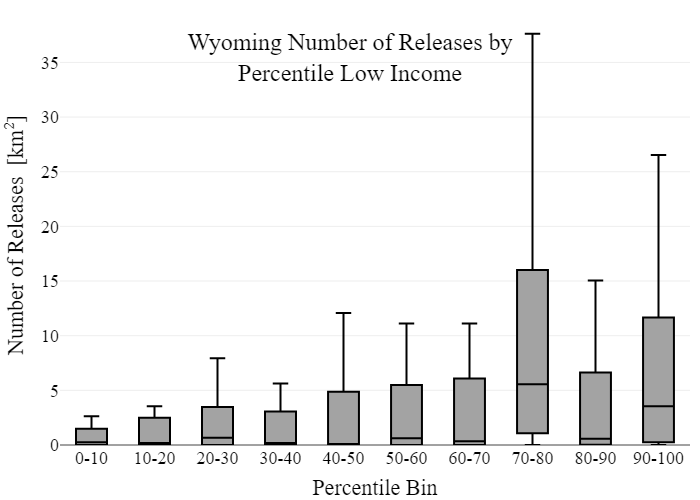 Wyoming Number of Releases by
Percentile Low Income
Number of Releases [km²]
35
30
25
20
15
10
5
0
0-10 10-20 20-30 30-40 40-50 50-60 60-70 70-80 80-90 90-100
Percentile Bin